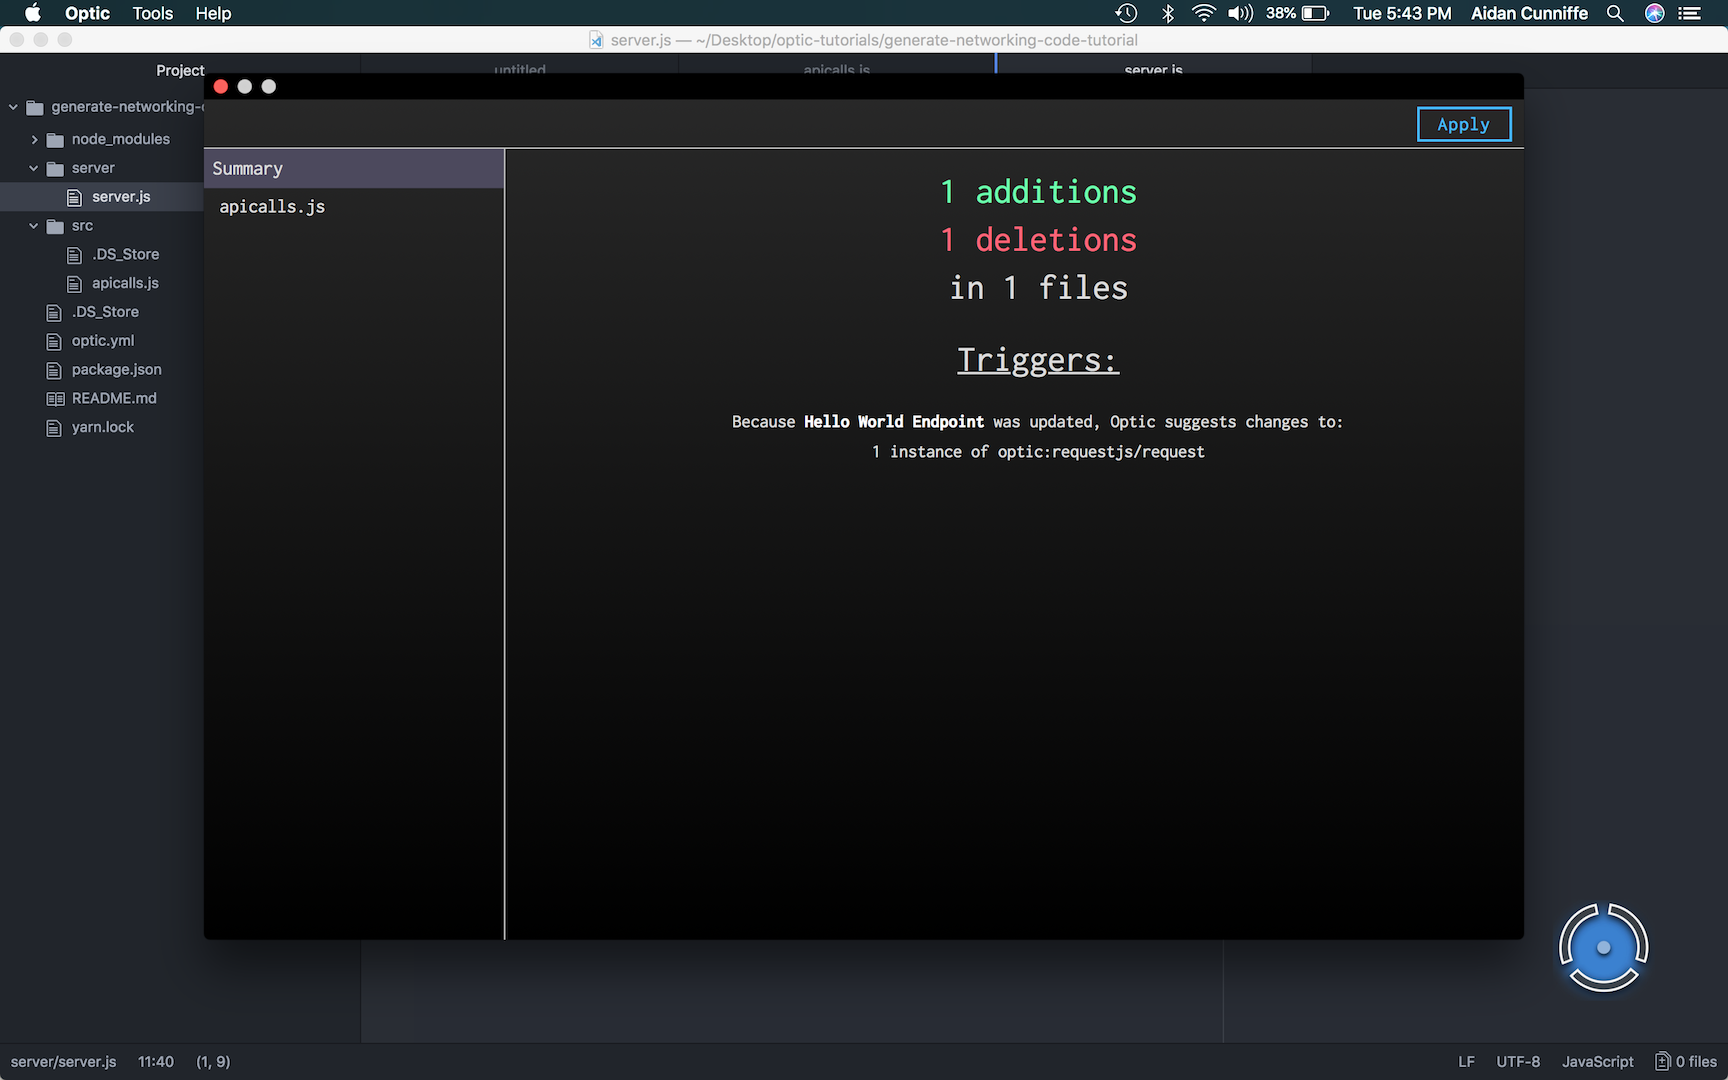 Optic Tools Help 38% Tue 5:43 PM Aidan Cunniffe
server.js — ~/Desktop/optic-tutorials/generate-networking-code-tutorial
Project untitled apicalls.js server.js
generate-networking-c
node_modules
server
server.js
src
.DS_Store
apicalls.js
.DS_Store
optic.yml
package.json
README.md
yarn.lock
Apply
Summary
apicalls.js
1 additions
1 deletions
in 1 files
Triggers:
Because Hello World Endpoint was updated, Optic suggests changes to:
1 instance of optic:requestjs/request
server/server.js 11:40 (1, 9) LF UTF-8 JavaScript 0 files